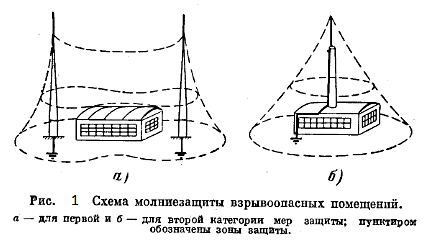 а)
б)
Рис. 1 Схема молниезащиты взрывоопасных помещений.
а — для первой и б — для второй категории мер защиты; пунктиром
обозначены зоны защиты.